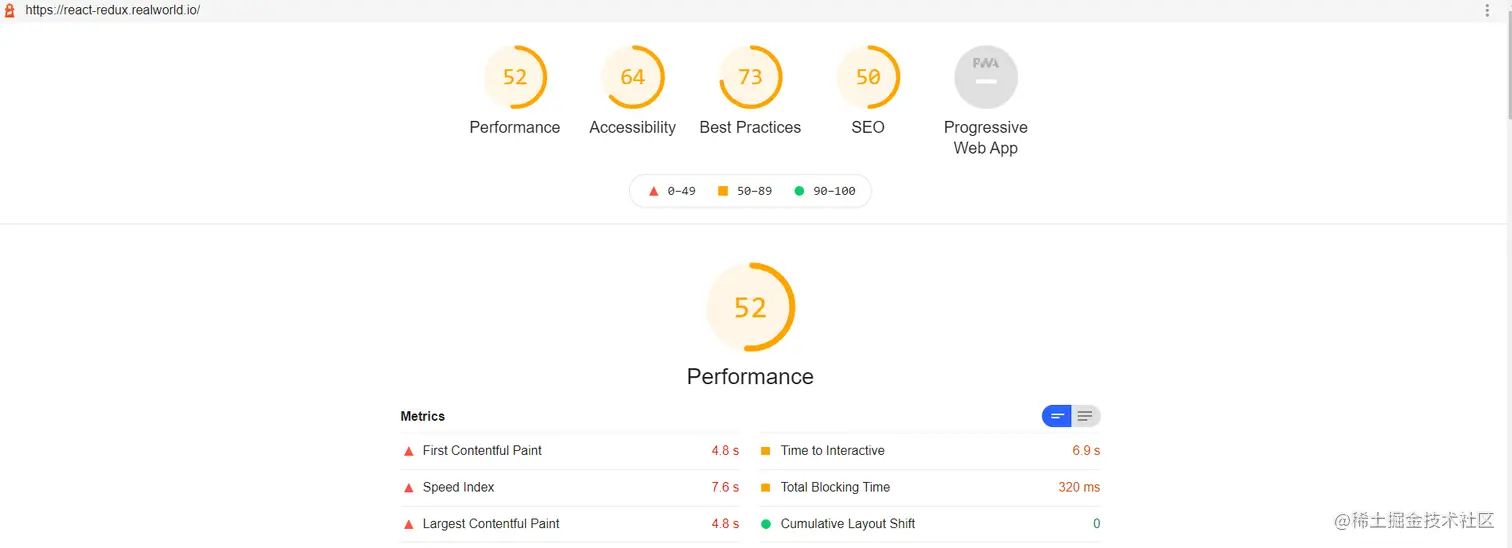 https://react-redux.realworld.io/
52 64 73 50 PWA
Performance Accessibility Best Practices SEO Progressive
Web App
0–49 50–89 90–100
52
Performance
Metrics
First Contentful Paint 4.8 s Time to Interactive 6.9 s
Speed Index 7.6 s Total Blocking Time 320 ms
Largest Contentful Paint 4.8 s Cumulative Layout Shift 0
@稀土掘金技术社区